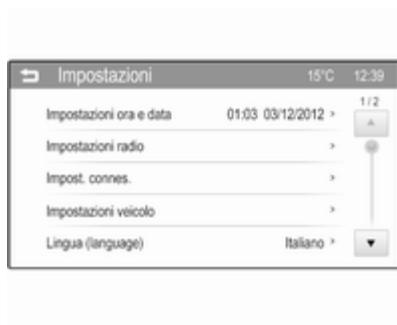 Impostazioni 15°C 12:39
1/2
Impostazioni ora e data 01:03 03/12/2012 >
Impostazioni radio >
Impost. connes. >
Impostazioni veicolo >
Lingua (language) Italiano >